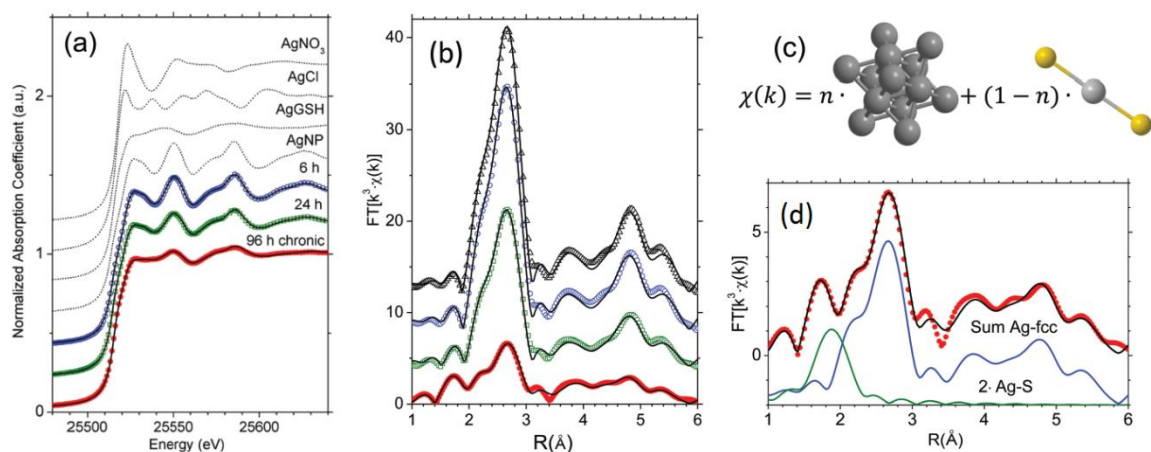 (a)
AgNO₃
AgCl
AgGSH
AgNP
6 h
24 h
96 h chronic
2
1
0
25500
25550
25600
Energy (eV)
Normalized Absorption Coefficient (a.u.)
(b)
40
30
20
10
0
1
2
3
4
5
6
R(Å)
FT[k³·χ(k)]
(c)
χ(k) = n · + (1 − n) ·
(d)
5
0
Sum Ag-fcc
2· Ag-S
1
2
3
4
5
6
R(Å)
FT[k³·χ(k)]